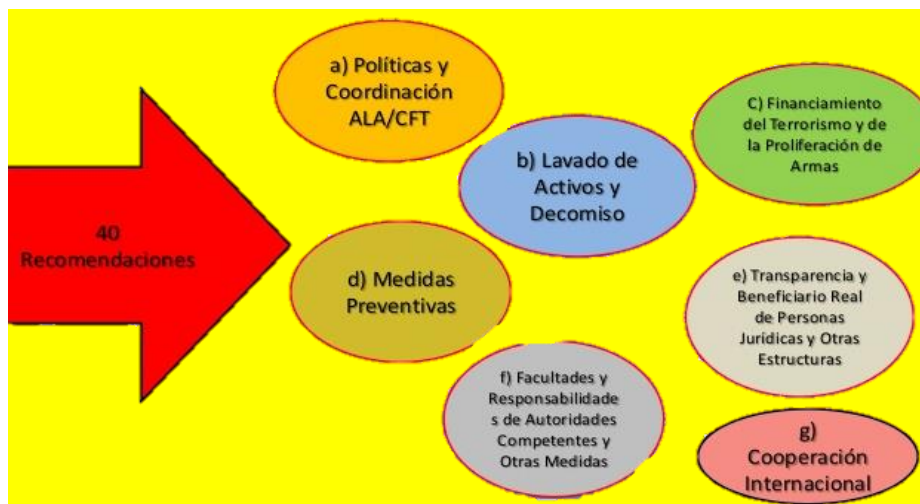 40
Recomendaciones
a) Políticas y
Coordinación
ALA/CFT
b) Lavado de
Activos y
Decomiso
C) Financiamiento
del Terrorismo y de
la Proliferación de
Armas
d) Medidas
Preventivas
e) Transparencia y
Beneficiario Real
de Personas
Jurídicas y Otras
Estructuras
f) Facultades y
Responsabilidade
s de Autoridades
Competentes y
Otras Medidas
g)
Cooperación
Internacional